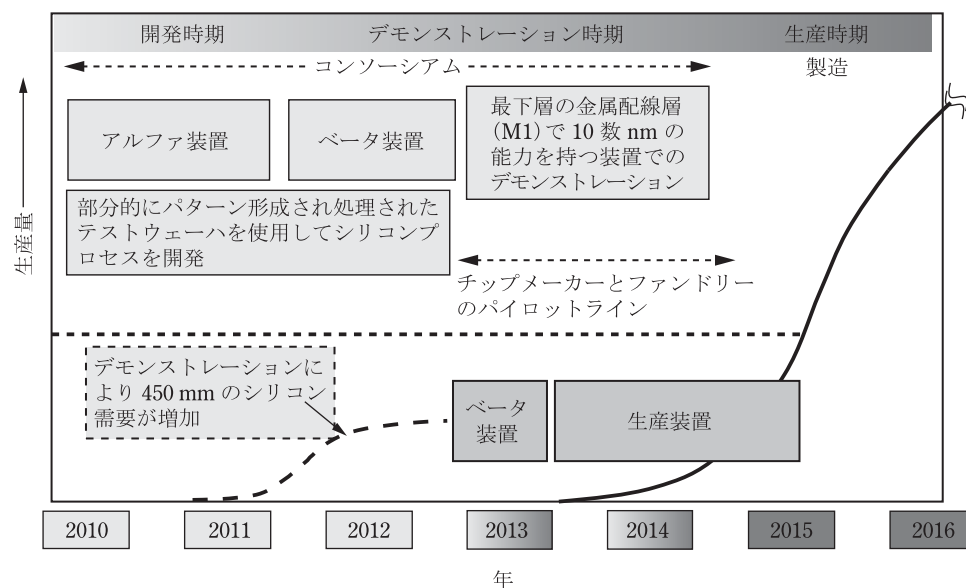 開発時期
デモンストレーション時期
生産時期
コンソーシアム
製造
アルファ装置
ベータ装置
最下層の金属配線層
(M1)で 10 数 nm の
能力を持つ装置での
デモンストレーション
部分的にパターン形成され処理された
テストウェーハを使用してシリコンプ
ロセスを開発
チップメーカーとファンドリー
のパイロットライン
生産量
デモンストレーションに
より 450 mm のシリコン
需要が増加
ベータ
装置
生産装置
2010
2011
2012
2013
2014
2015
2016
年